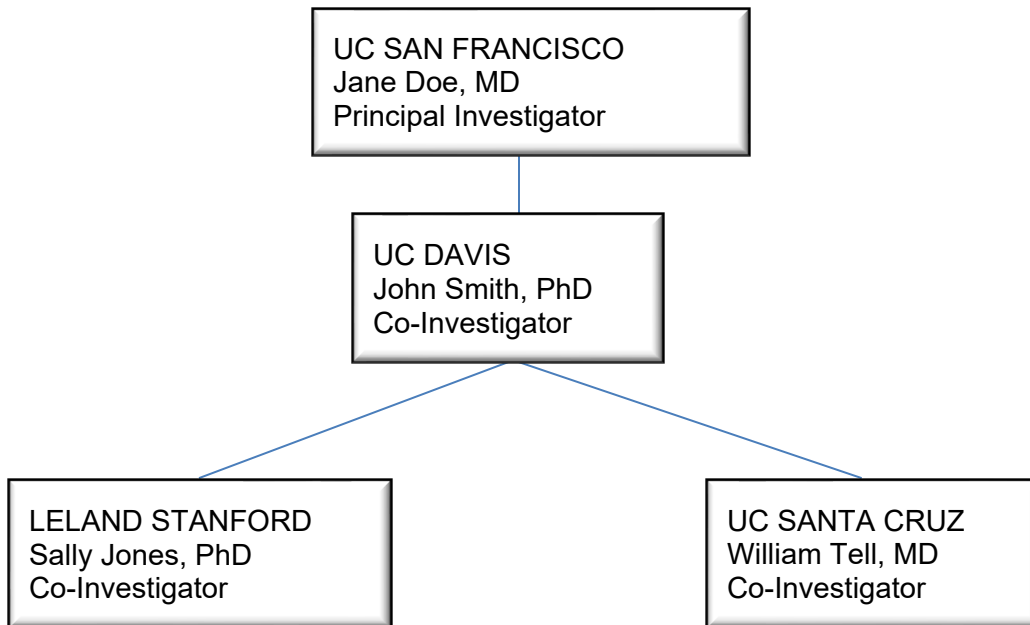 UC SAN FRANCISCO
Jane Doe, MD
Principal Investigator
UC DAVIS
John Smith, PhD
Co-Investigator
LELAND STANFORD
Sally Jones, PhD
Co-Investigator
UC SANTA CRUZ
William Tell, MD
Co-Investigator